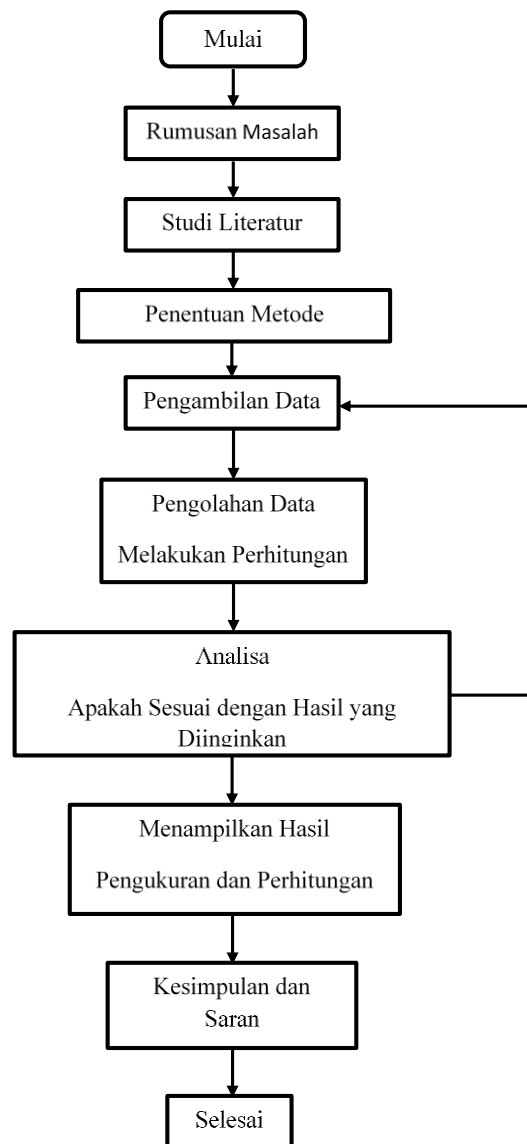 Mulai
Rumusan Masalah
Studi Literatur
Penentuan Metode
Pengambilan Data
Pengolahan Data
Melakukan Perhitungan
Analisa
Apakah Sesuai dengan Hasil yang
Diinginkan
Menampilkan Hasil
Pengukuran dan Perhitungan
Kesimpulan dan
Saran
Selesai